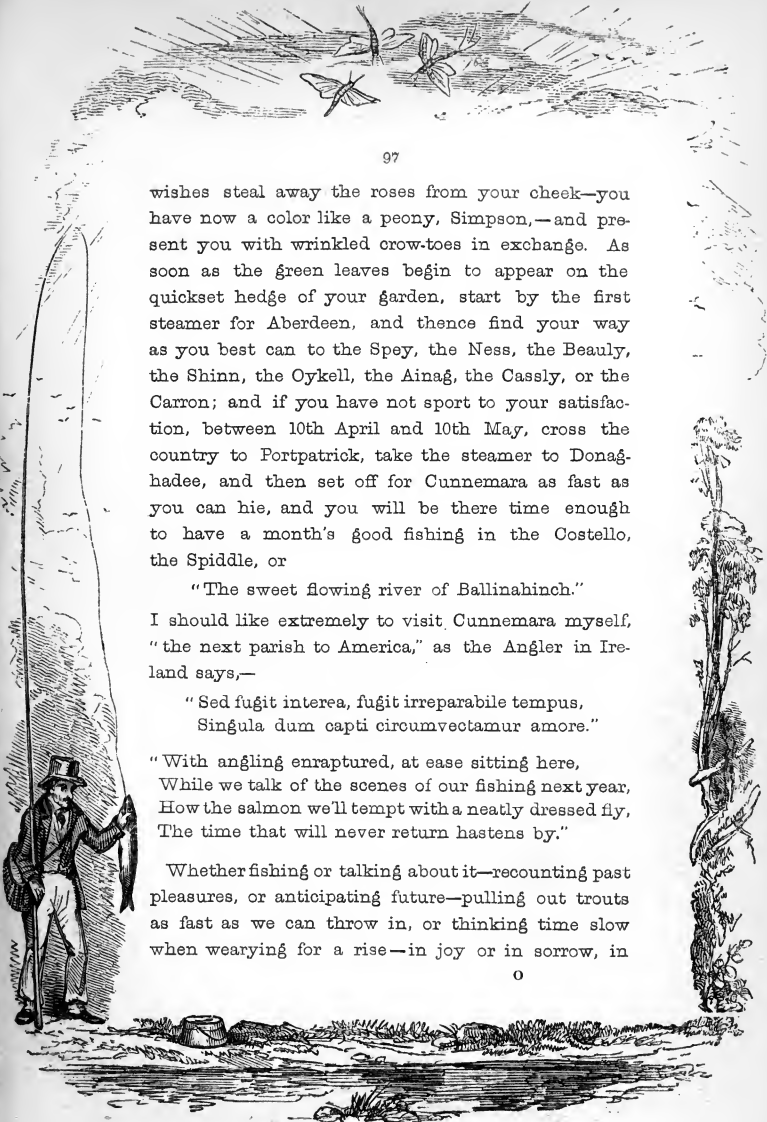 97
wishes steal away the roses from your cheek—you
have now a color like a peony, Simpson,—and pre-
sent you with wrinkled crow-toes in exchange. As
soon as the green leaves begin to appear on the
quickset hedge of your garden, start by the first
steamer for Aberdeen, and thence find your way
as you best can to the Spey, the Ness, the Beauly,
the Shinn, the Oykell, the Ainag, the Cassly, or the
Carron; and if you have not sport to your satisfac-
tion, between 10th April and 10th May, cross the
country to Portpatrick, take the steamer to Donag-
hadee, and then set off for Cunnemara as fast as
you can hie, and you will be there time enough
to have a month's good fishing in the Costello,
the Spiddle, or
"The sweet flowing river of Ballinahinch."
I should like extremely to visit Cunnemara myself,
"the next parish to America," as the Angler in Ire-
land says,—
"Sed fugit interea, fugit irreparabile tempus,
Singula dum capti circumvectamur amore."
"With angling enraptured, at ease sitting here,
While we talk of the scenes of our fishing next year,
How the salmon we'll tempt with a neatly dressed fly,
The time that will never return hastens by."
Whether fishing or talking about it—recounting past
pleasures, or anticipating future—pulling out trouts
as fast as we can throw in, or thinking time slow
when wearying for a rise—in joy or in sorrow, in
O